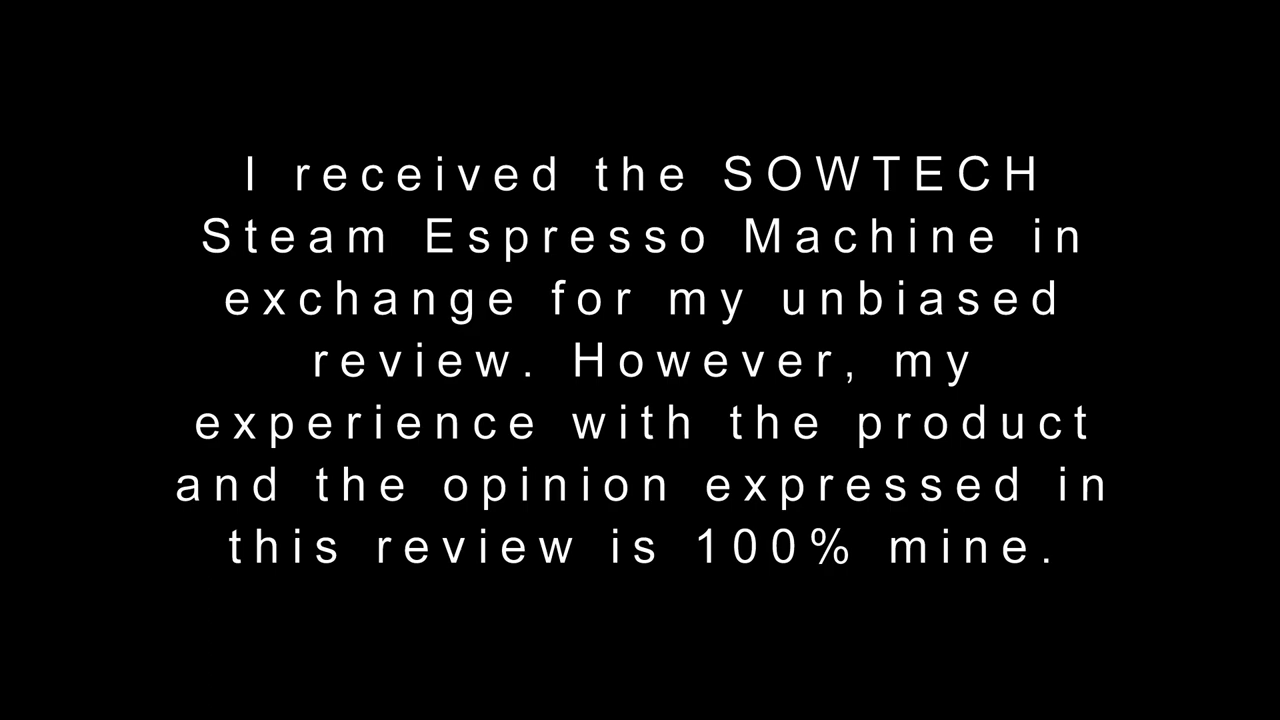 I received the SOWTECH
Steam Espresso Machine in
exchange for my unbiased
review. However, my
experience with the product
and the opinion expressed in
this review is 100% mine.